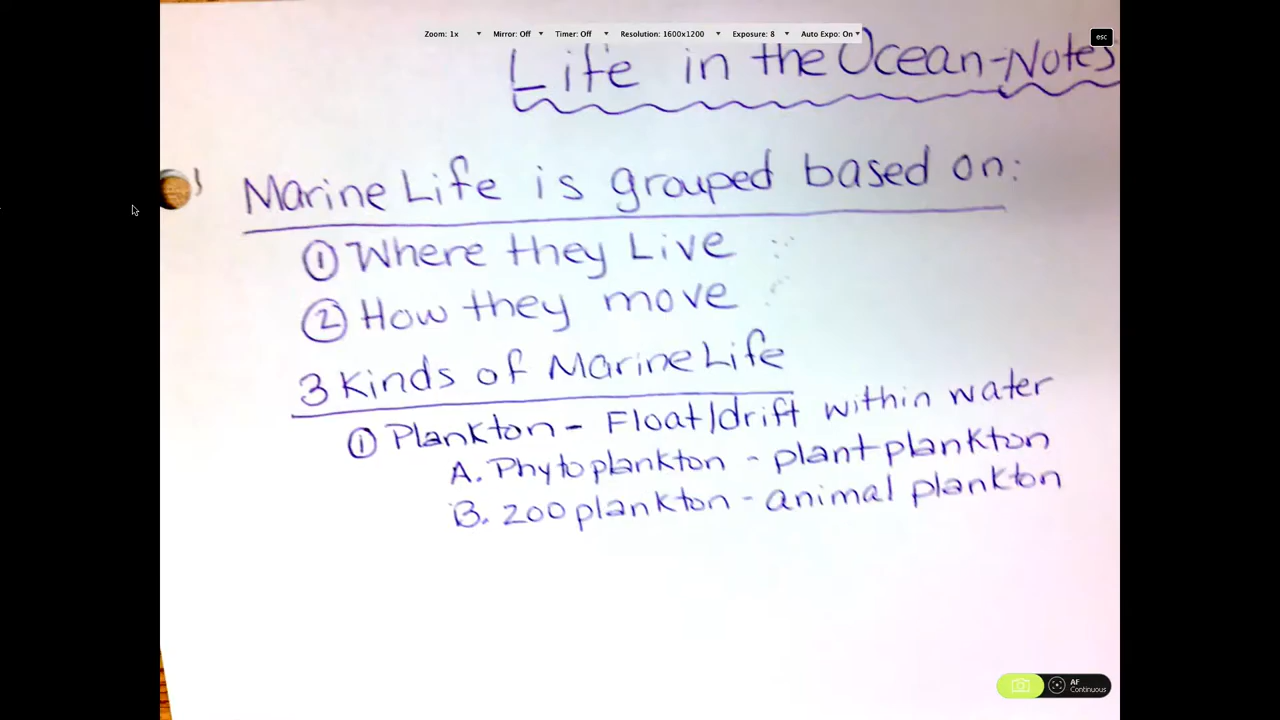 Zoom: 1x Mirror: Off Timer: Off Resolution: 1600x1200 Exposure: 8 Auto Expo: On
esc
Life in the Ocean-Notes
Marine Life is grouped based on:
① Where they Live
② How they move
3 Kinds of Marine Life
① Plankton - Float/drift within water
A. Phytoplankton - plant plankton
B. zooplankton - animal plankton
AF
Continuous